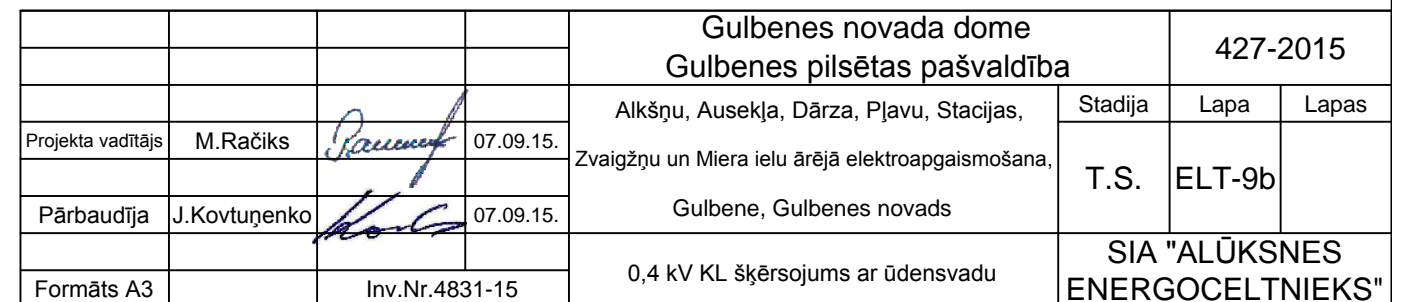 Gulbenes novada dome
Gulbenes pilsētas pašvaldība
427-2015
Alkšņu, Ausekļa, Dārza, Pļavu, Stacijas,
Zvaigžņu un Miera ielu ārējā elektroapgaismošana,
Gulbene, Gulbenes novads
Stadija Lapa Lapas
T.S. ELT-9b
Projekta vadītājs M.Račiks 07.09.15.
Pārbaudīja J.Kovtuņenko 07.09.15.
0,4 kV KL šķērsojums ar ūdensvadu
SIA "ALŪKSNES
ENERGOCELTNIEKS"
Formāts A3 Inv.Nr.4831-15